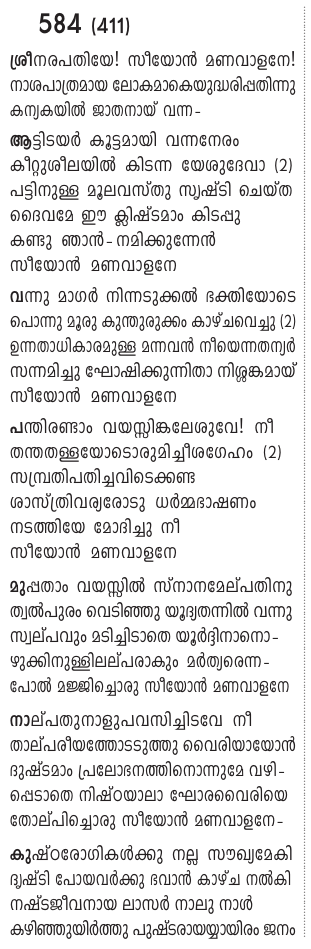 584 (411)
ശ്രീനരപതിയേ! സീയോൻ മണവാളനേ!
നാശപാത്രമായ ലോകമാകെയുദ്ധരിപ്പതിന്നു
കന്യകയിൽ ജാതനായ് വന്ന-
ആട്ടിടയർ കൂട്ടമായി വന്നനേരം
കീറ്റുശീലയിൽ കിടന്ന യേശുദേവാ (2)
പട്ടിനുള്ള മൂലവസ്തു സൃഷ്ടി ചെയ്ത
ദൈവമേ ഈ ക്ലിഷ്ടമാം കിടപ്പു
കണ്ടു ഞാൻ- നമിക്കുന്നേൻ
സീയോൻ മണവാളനേ
വന്നു മാഗർ നിന്നടുക്കൽ ഭക്തിയോടെ
പൊന്നു മൂരു കുന്തുരുക്കം കാഴ്ചവെച്ചു (2)
ഉന്നതാധികാരമുള്ള മന്നവൻ നീയെന്നതന്യർ
സന്നമിച്ചു ഘോഷിക്കുന്നിതാ നിശ്ശങ്കമായ്
സീയോൻ മണവാളനേ
പന്തിരണ്ടാം വയസ്സിങ്കലേശുവേ! നീ
തന്തതള്ളയോടൊരുമിച്ചീശഗേഹം (2)
സമ്പ്രതിപതിച്ചവിടെക്കണ്ട
ശാസ്ത്രിവര്യരോടു ധർമ്മഭാഷണം
നടത്തിയേ മോദിച്ചു നീ
സീയോൻ മണവാളനേ
മുപ്പതാം വയസ്സിൽ സ്നാനമേല്പതിനു
ത്വൽപുരം വെടിഞ്ഞു യൂദ്യതന്നിൽ വന്നു
സ്വല്പവും മടിച്ചിടാതെ യൂർദ്ദിനാനൊ-
ഴുക്കിനുള്ളിലല്പരാകും മർത്യരെന്ന-
പോൽ മജ്ജിച്ചൊരു സീയോൻ മണവാളനേ
നാല്പതുനാളുപവസിച്ചിടവേ നീ
താല്പരീയത്തോടടുത്തു വൈരിയായോൻ
ദുഷ്ടമാം പ്രലോഭനത്തിനൊന്നുമേ വഴി-
പ്പെടാതെ നിഷ്ഠയാലാ ഘോരവൈരിയെ
തോല്പിച്ചൊരു സീയോൻ മണവാളനേ-
കുഷ്ഠരോഗികൾക്കു നല്ല സൗഖ്യമേകി
ദൃഷ്ടി പോയവർക്കു ഭവാൻ കാഴ്ച നൽകി
നഷ്ടജീവനായ ലാസർ നാലു നാൾ
കഴിഞ്ഞുയിർത്തു പുഷ്ടരായയ്യായിരം ജനം